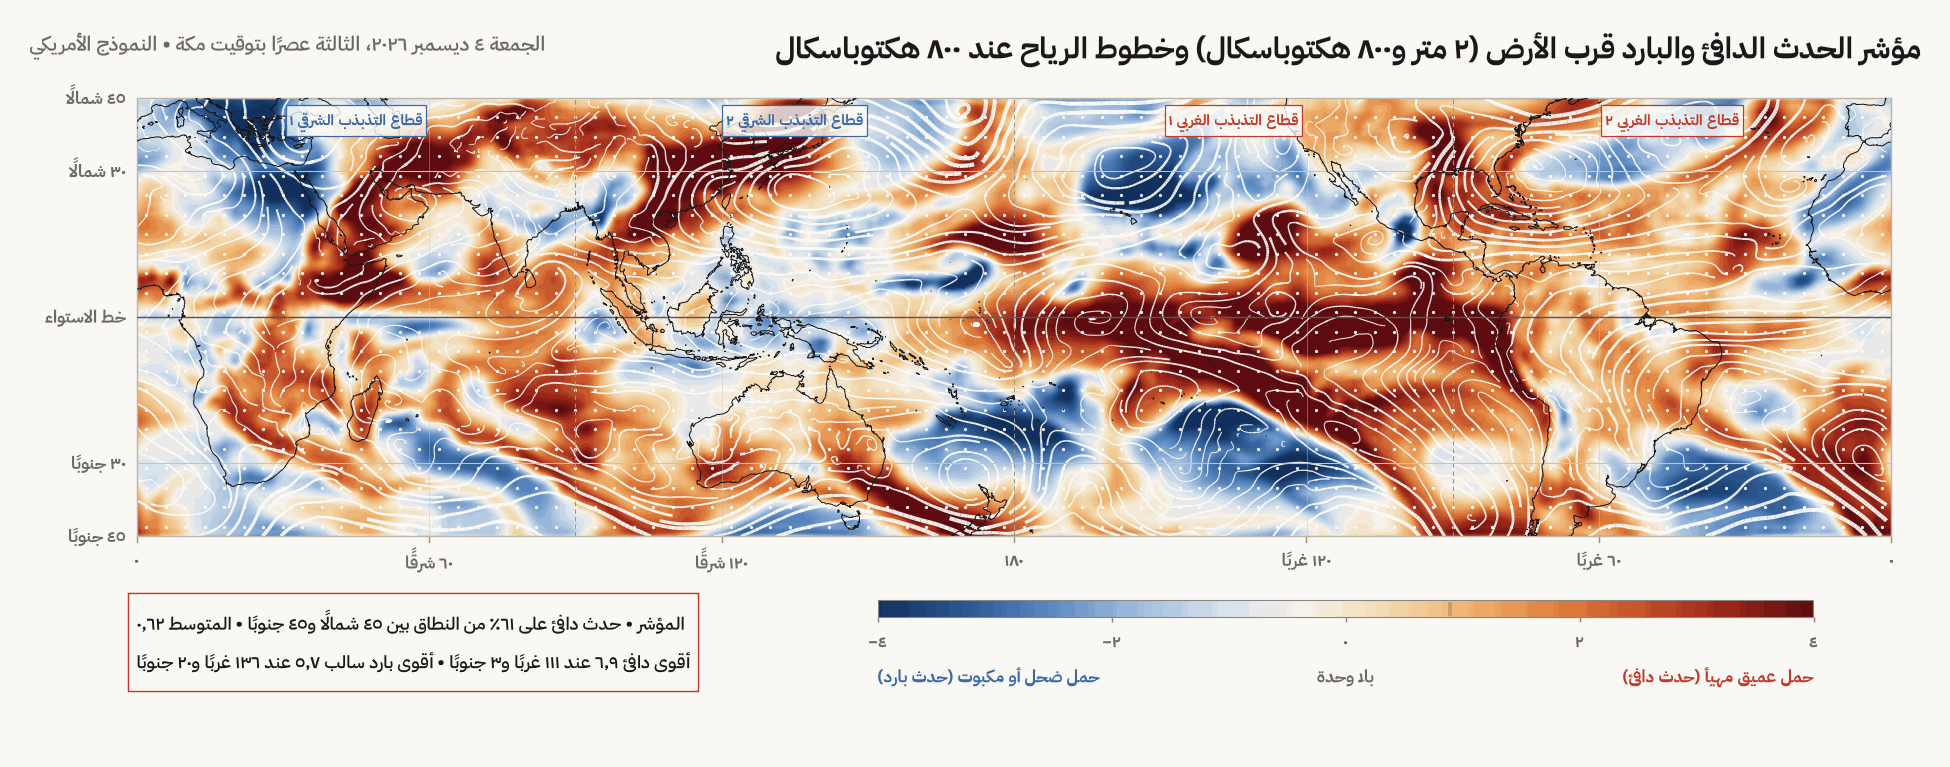 مؤشر الحدث الدافئ والبارد قرب الأرض (٢ متر و٨٠٠ هكتوباسكال) وخطوط الرياح عند ٨٠٠ هكتوباسكال
الجمعة ٤ ديسمبر ٢٠٢٦، الثالثة عصرًا بتوقيت مكة • النموذج الأمريكي
قطاع التذبذب الشرقي ١
قطاع التذبذب الشرقي ٢
قطاع التذبذب الغربي ١
قطاع التذبذب الغربي ٢
٤٥ شمالًا
٣٠ شمالًا
خط الاستواء
٣٠ جنوبًا
٤٥ جنوبًا
٠
٦٠ شرقًا
١٢٠ شرقًا
١٨٠
١٢٠ غربًا
٦٠ غربًا
٠
المؤشر • حدث دافئ على ٦١٪ من النطاق بين ٤٥ شمالًا و٤٥ جنوبًا • المتوسط ٠,٦٢
أقوى دافئ ٦,٩ عند ١١١ غربًا و٣ جنوبًا • أقوى بارد سالب ٥,٧ عند ١٣٦ غربًا و٢٠ جنوبًا
−٤
−٢
٠
٢
٤
حمل عميق مهيأ (حدث دافئ)
بلا وحدة
حمل ضحل أو مكبوت (حدث بارد)